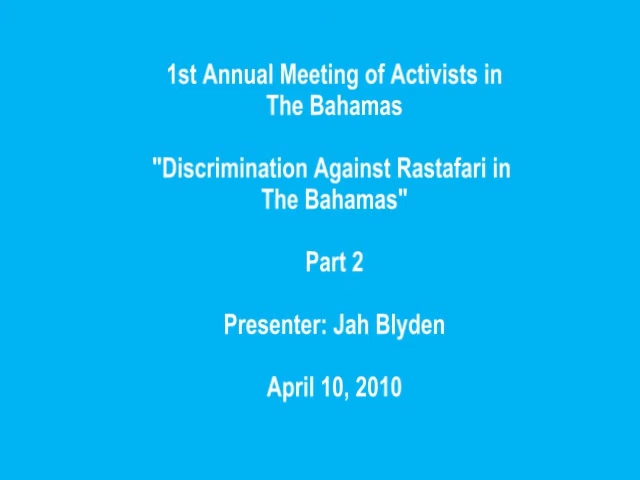 1st Annual Meeting of Activists in
The Bahamas
"Discrimination Against Rastafari in
The Bahamas"
Part 2
Presenter: Jah Blyden
April 10, 2010